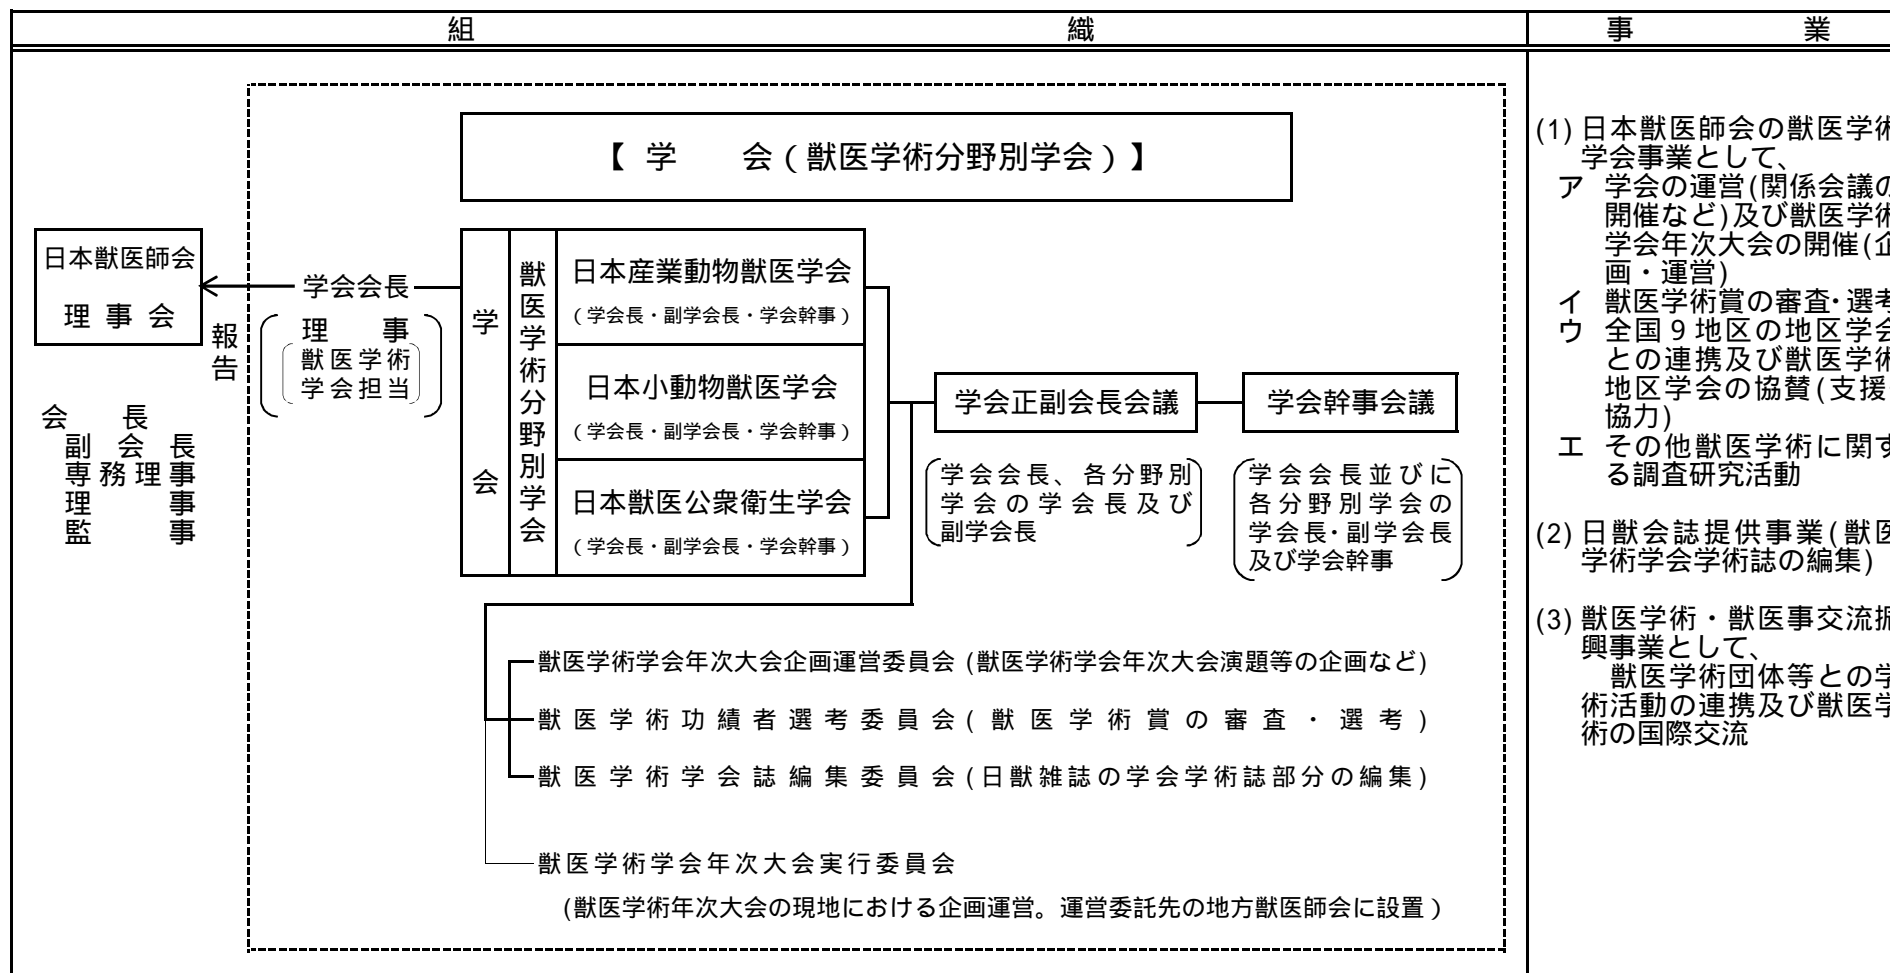 組 織
事 業
【 学 会 ( 獣医学術分野別学会 ) 】
日本獣医師会
理 事 会
報告
会 長
副 会 長
専 務 理 事
理 事
監 事
学会会長
理 事
獣医学術
学会担当
学 会
獣医学術分野別学会
日本産業動物獣医学会
( 学会長・副学会長・学会幹事 )
日本小動物獣医学会
( 学会長・副学会長・学会幹事 )
日本獣医公衆衛生学会
( 学会長・副学会長・学会幹事 )
学会正副会長会議
学会会長、各分野別
学会の学会長及び
副学会長
学会幹事会議
学会会長並びに
各分野別学会の
学会長・副学会長
及び学会幹事
獣医学術学会年次大会企画運営委員会 (獣医学術学会年次大会演題等の企画など)
獣医学術功績者選考委員会 ( 獣医学術賞の審査・選考 )
獣医学術学会誌編集委員会 (日獣雑誌の学会学術誌部分の編集)
獣医学術学会年次大会実行委員会
(獣医学術年次大会の現地における企画運営。運営委託先の地方獣医師会に設置 )
(1) 日本獣医師会の獣医学術
学会事業として、
ア 学会の運営(関係会議の
開催など)及び獣医学術
学会年次大会の開催(企
画・運営)
イ 獣医学術賞の審査・選考
ウ 全国9地区の地区学会
との連携及び獣医学術
地区学会の協賛(支援
協力)
エ その他獣医学術に関す
る調査研究活動
(2) 日獣会誌提供事業(獣医
学術学会学術誌の編集)
(3) 獣医学術・獣医事交流振
興事業として、
獣医学術団体等との学
術活動の連携及び獣医学
術の国際交流